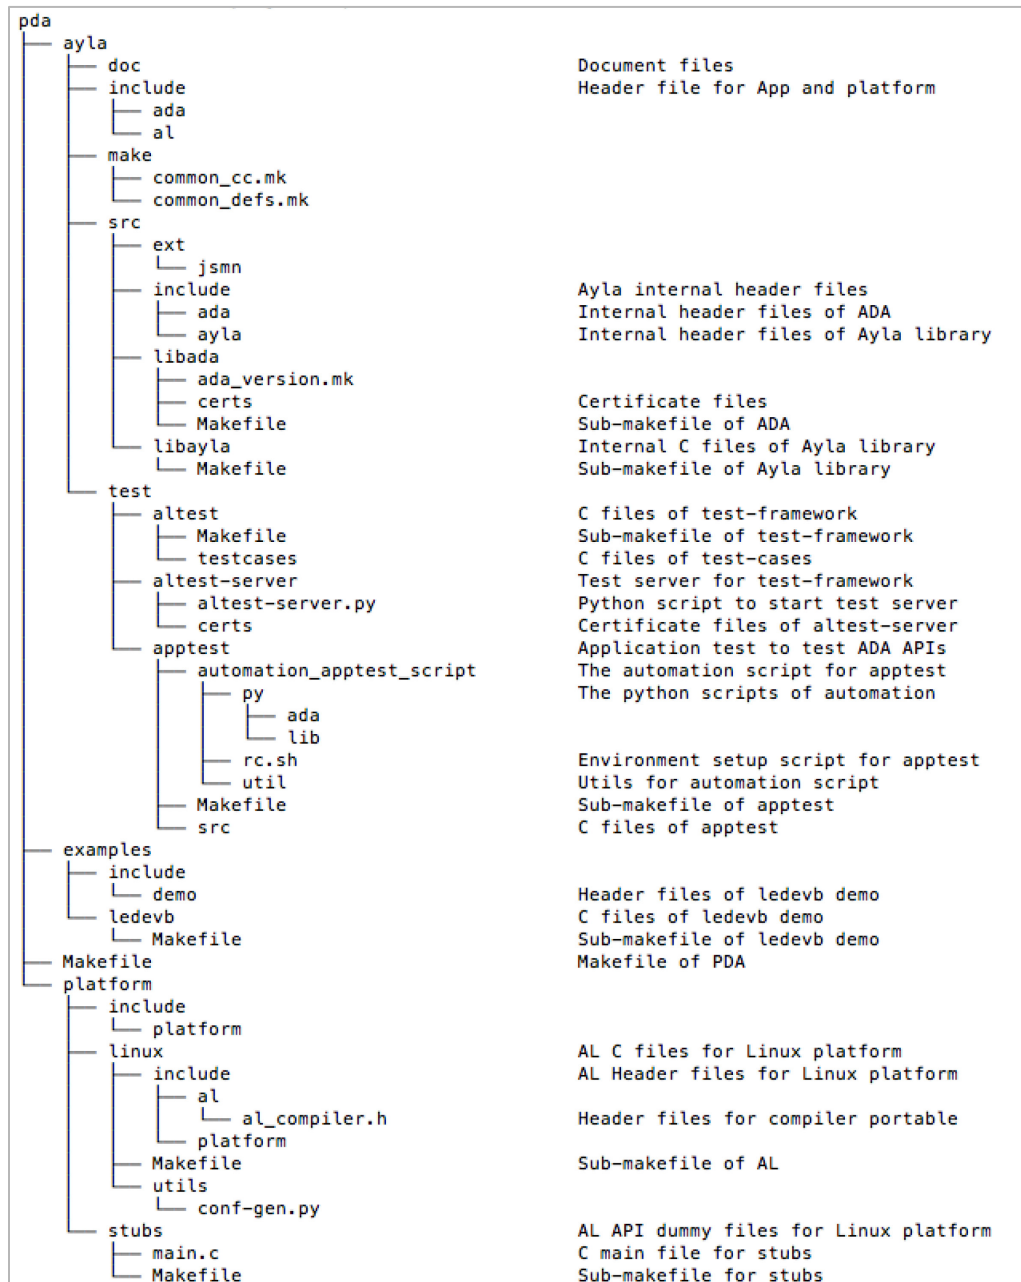 pda
├── ayla
│   ├── doc                                   Document files
│   ├── include                               Header file for App and platform
│   │   ├── ada
│   │   └── al
│   ├── make
│   │   ├── common_cc.mk
│   │   └── common_defs.mk
│   ├── src
│   │   ├── ext
│   │   │   └── jsmn
│   │   ├── include                           Ayla internal header files
│   │   │   ├── ada                           Internal header files of ADA
│   │   │   └── ayla                          Internal header files of Ayla library
│   │   ├── libada
│   │   │   ├── ada_version.mk
│   │   │   ├── certs                         Certificate files
│   │   │   └── Makefile                      Sub-makefile of ADA
│   │   └── libayla                           Internal C files of Ayla library
│   │       └── Makefile                      Sub-makefile of Ayla library
│   └── test
│       ├── altest                            C files of test-framework
│       │   ├── Makefile                      Sub-makefile of test-framework
│       │   └── testcases                     C files of test-cases
│       ├── altest-server                     Test server for test-framework
│       │   ├── altest-server.py              Python script to start test server
│       │   └── certs                         Certificate files of altest-server
│       └── apptest                           Application test to test ADA APIs
│           ├── automation_apptest_script     The automation script for apptest
│           │   ├── py                        The python scripts of automation
│           │   │   ├── ada
│           │   │   └── lib
│           │   ├── rc.sh                     Environment setup script for apptest
│           │   └── util                      Utils for automation script
│           ├── Makefile                      Sub-makefile of apptest
│           └── src                           C files of apptest
├── examples
│   ├── include
│   │   └── demo                              Header files of ledevb demo
│   └── ledevb                                C files of ledevb demo
│       └── Makefile                          Sub-makefile of ledevb demo
├── Makefile                                  Makefile of PDA
└── platform
    ├── include
    │   └── platform
    ├── linux                                 AL C files for Linux platform
    │   ├── include                           AL Header files for Linux platform
    │   │   ├── al
    │   │   │   └── al_compiler.h             Header files for compiler portable
    │   │   └── platform
    │   ├── Makefile                          Sub-makefile of AL
    │   └── utils
    │       └── conf-gen.py
    └── stubs                                 AL API dummy files for Linux platform
        ├── main.c                            C main file for stubs
        └── Makefile                          Sub-makefile for stubs